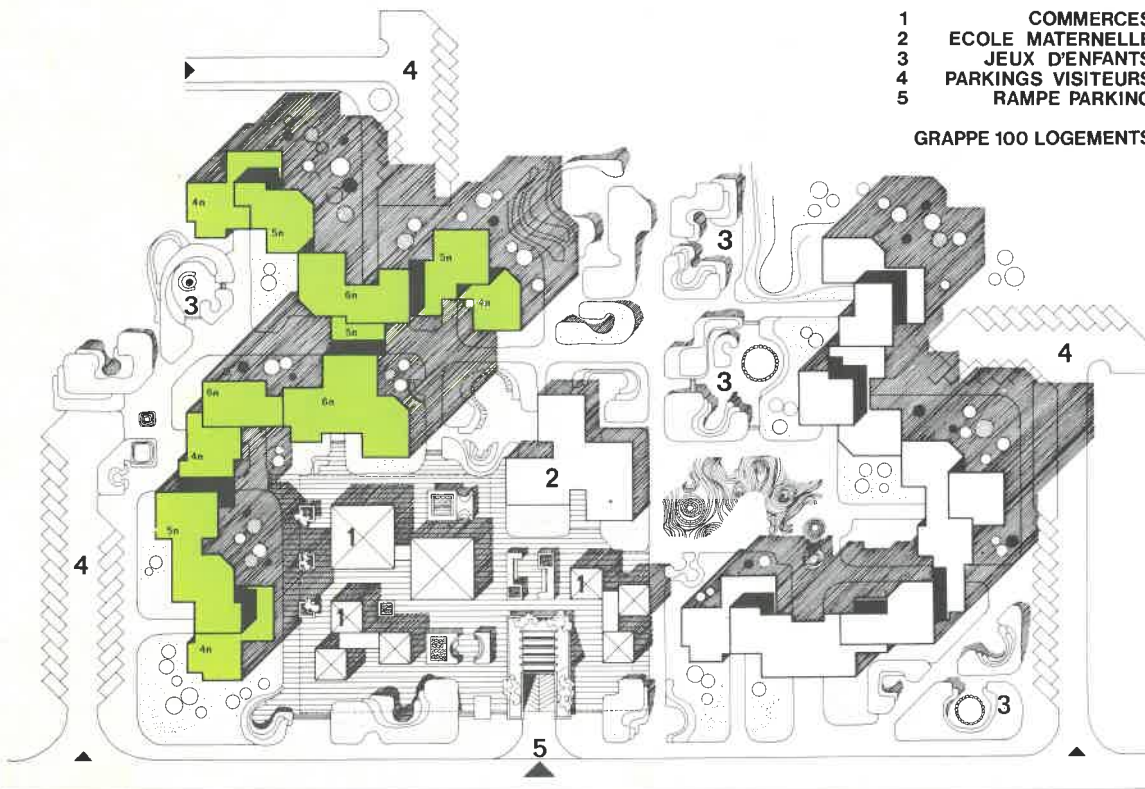 1 COMMERCES
2 ECOLE MATERNELLE
3 JEUX D'ENFANTS
4 PARKINGS VISITEURS
5 RAMPE PARKING
GRAPPE 100 LOGEMENTS
4
4n
5n
3
5n
3
6n
4n
5n
3
4
6n
6n
4n
2
5n
1
4
1
1
4n
3
5